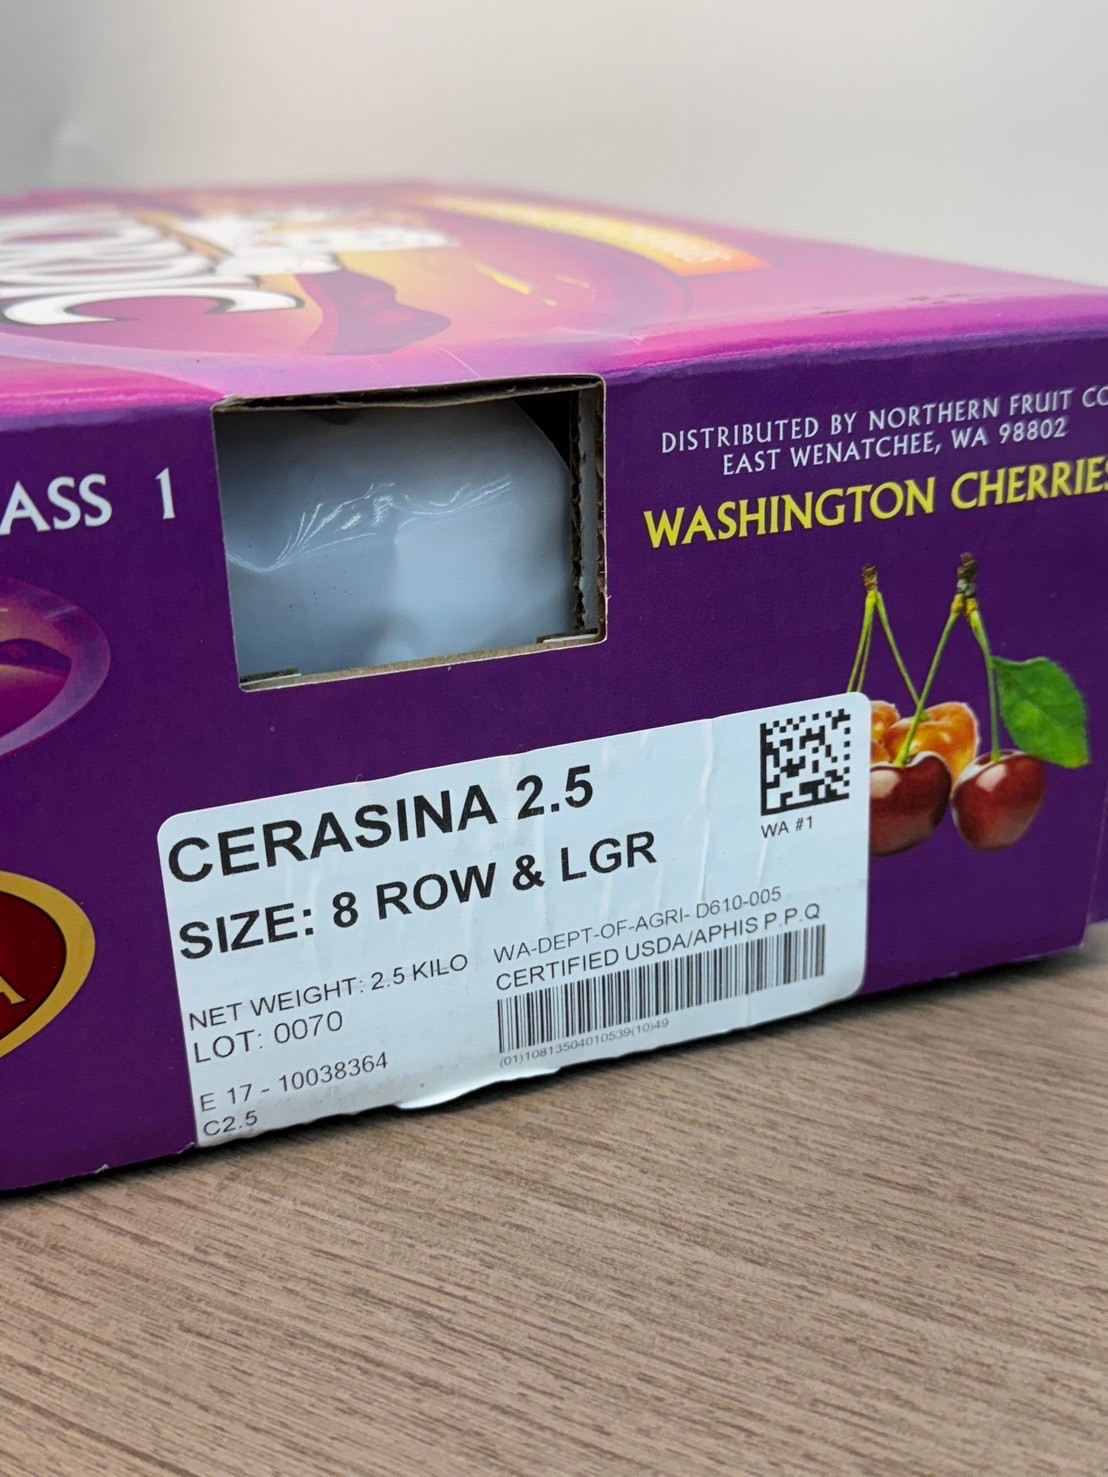 ASS 1
DISTRIBUTED BY NORTHERN FRUIT CO
EAST WENATCHEE, WA 98802
WASHINGTON CHERRIES
CERASINA 2.5
SIZE: 8 ROW & LGR
WA #1
NET WEIGHT: 2.5 KILO
LOT: 0070
E 17 - 10038364
C2.5
WA-DEPT-OF-AGRI- D610-005
CERTIFIED USDA/APHIS P.P.Q
(01)10813504010539(10)49
A